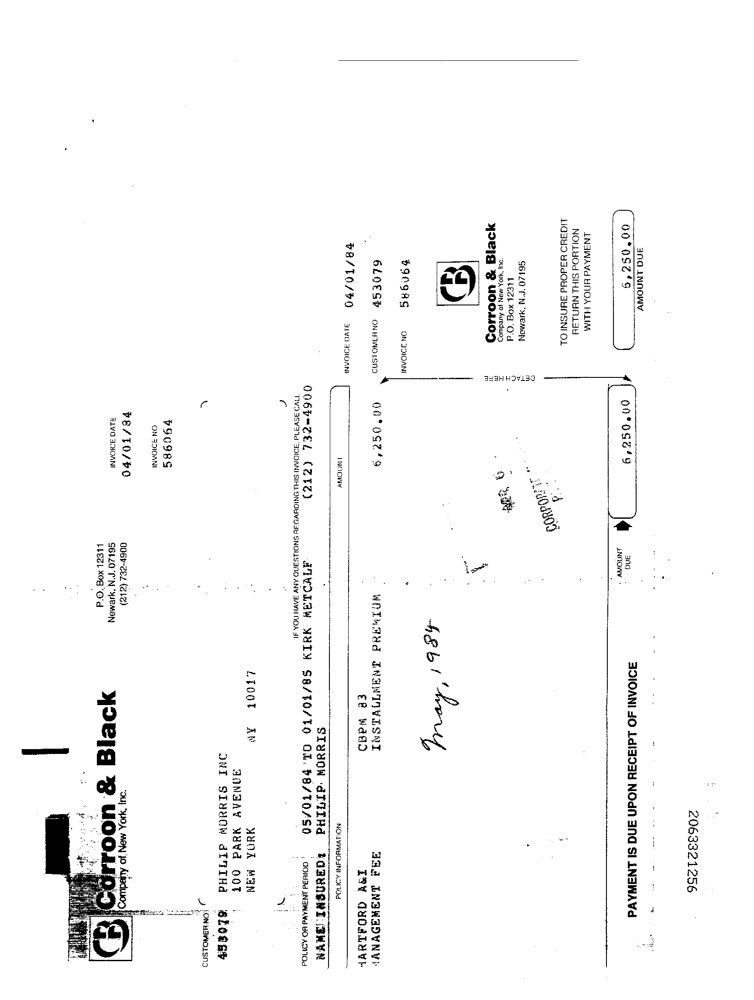 CB Corroon & Black
Company of New York, Inc.
P.O. Box 12311
Newark, N.J. 07195
(212) 732-4900
INVOICE DATE
04/01/84
INVOICE NO
586064
CUSTOMER NO
453079
PHILIP MORRIS INC
100 PARK AVENUE
NEW YORK NY 10017
POLICY OR PAYMENT PERIOD
IF YOU HAVE ANY QUESTIONS REGARDING THIS INVOICE, PLEASE CALL
05/01/84 TO 01/01/85 KIRK METCALF (212) 732-4900
NAME INSURED: PHILIP MORRIS
POLICY INFORMATION
AMOUNT
HARTFORD A&I CBPM 83
MANAGEMENT FEE INSTALLMENT PREMIUM 6,250.00
May, 1984
CORPORATE
PAYMENT IS DUE UPON RECEIPT OF INVOICE
AMOUNT
DUE
6,250.00
DETACH HERE
INVOICE DATE 04/01/84
CUSTOMER NO 453079
INVOICE NO 586064
CB
Corroon & Black
Company of New York, Inc.
P.O. Box 12311
Newark, N.J. 07195
TO INSURE PROPER CREDIT
RETURN THIS PORTION
WITH YOUR PAYMENT
6,250.00
AMOUNT DUE
2063321256